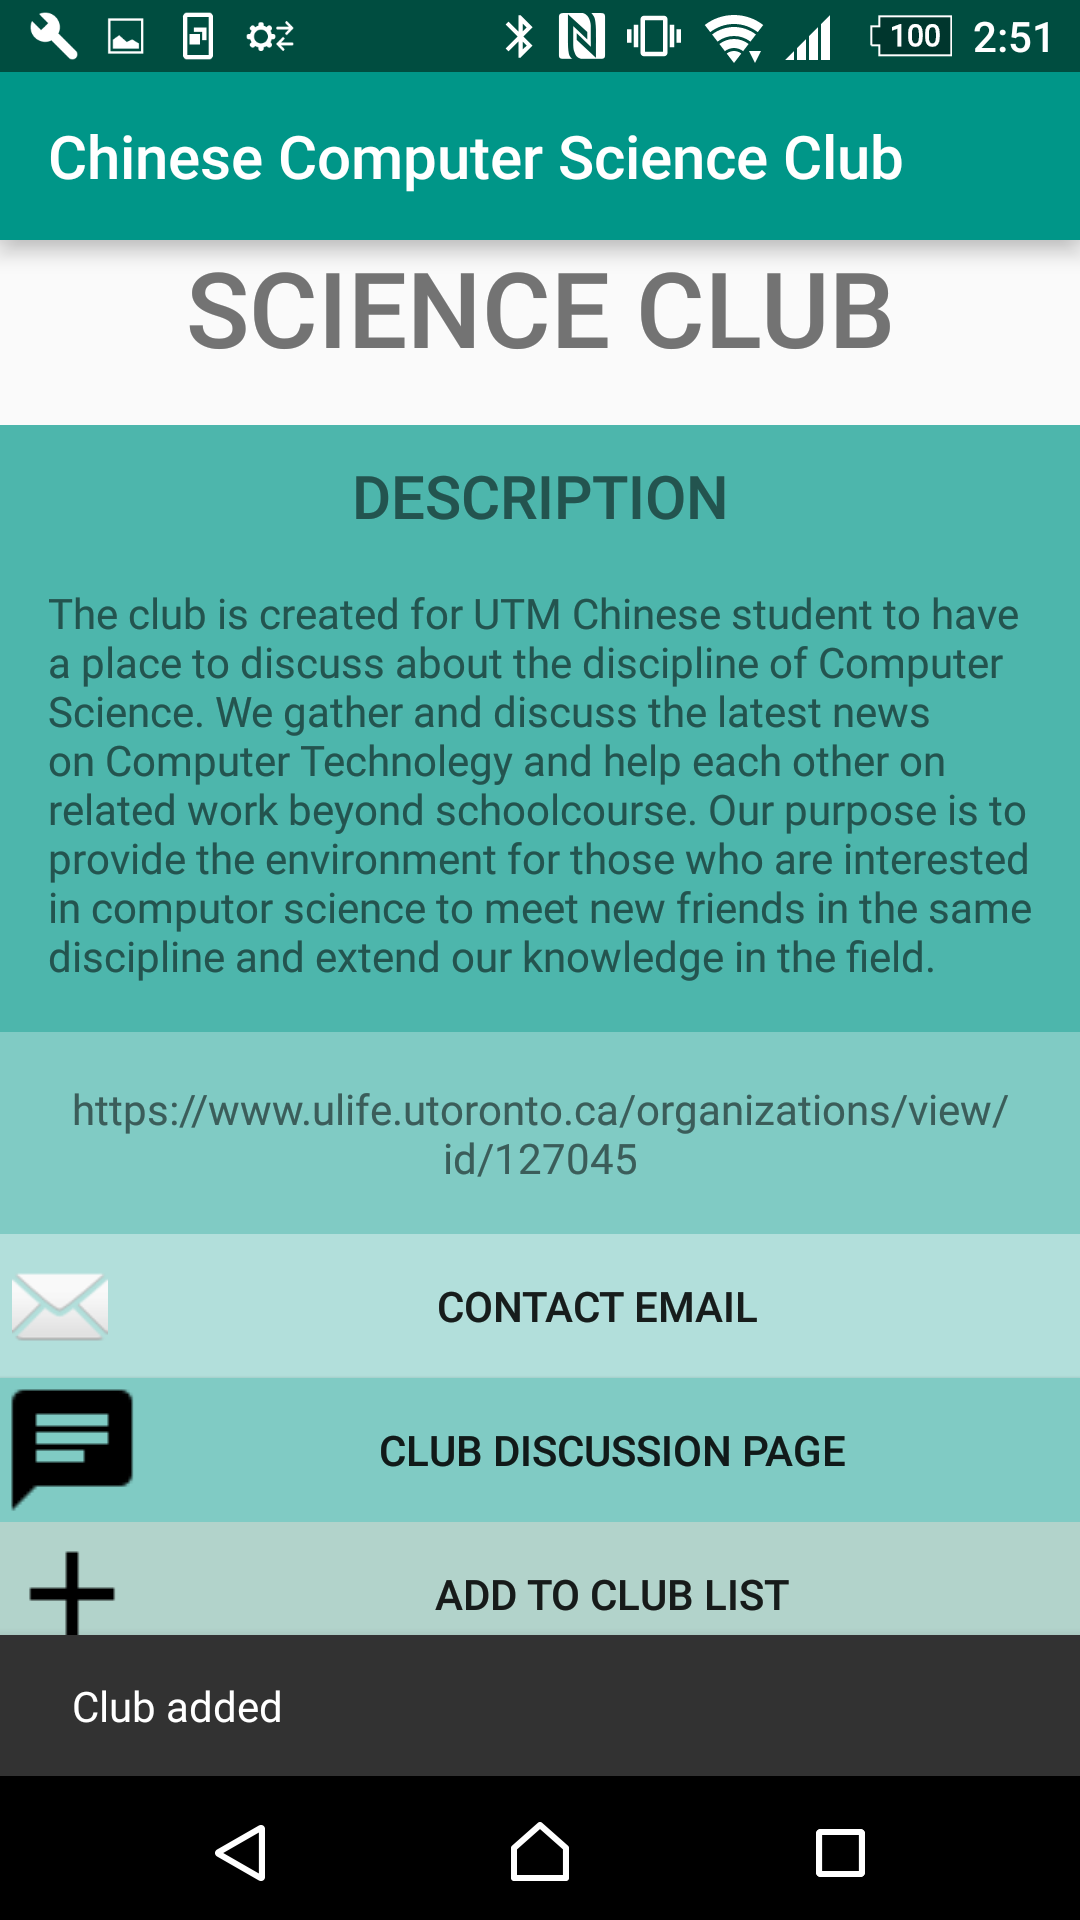 100 2:51
Chinese Computer Science Club
SCIENCE CLUB
DESCRIPTION
The club is created for UTM Chinese student to have
a place to discuss about the discipline of Computer
Science. We gather and discuss the latest news
on Computer Technolegy and help each other on
related work beyond schoolcourse. Our purpose is to
provide the environment for those who are interested
in computor science to meet new friends in the same
discipline and extend our knowledge in the field.
https://www.ulife.utoronto.ca/organizations/view/
id/127045
CONTACT EMAIL
CLUB DISCUSSION PAGE
ADD TO CLUB LIST
Club added